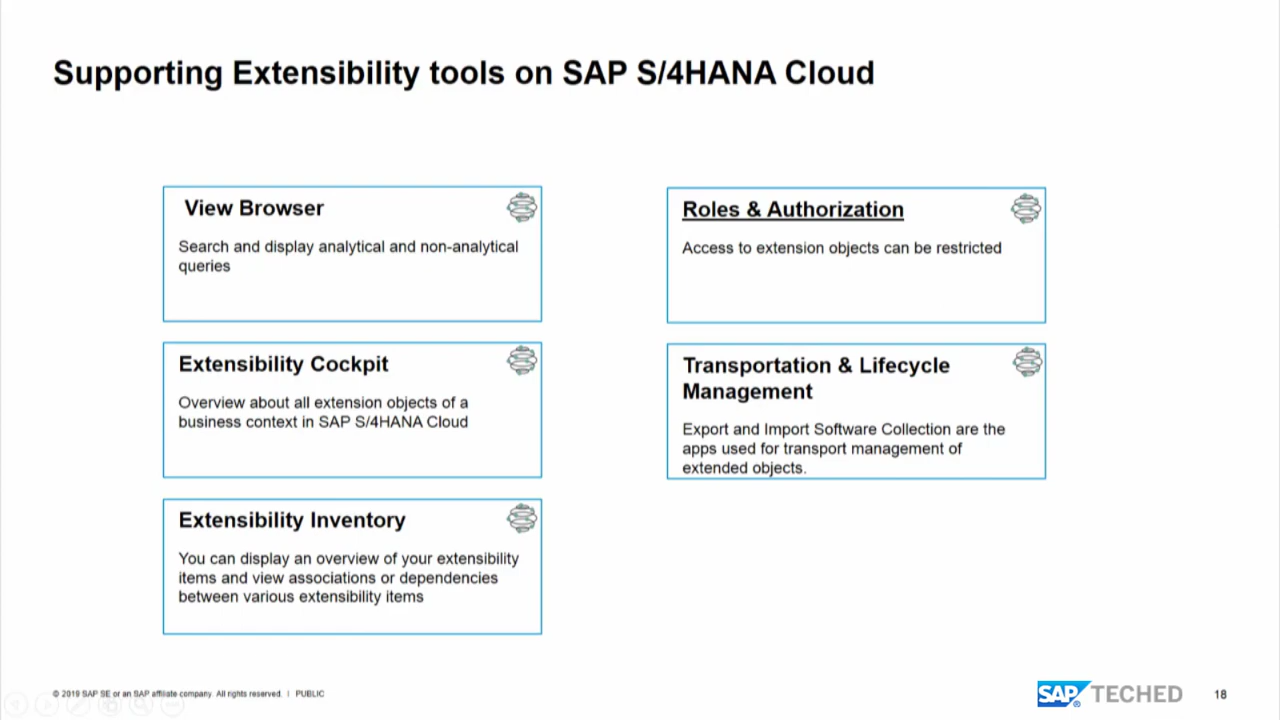 Supporting Extensibility tools on SAP S/4HANA Cloud
View Browser
Search and display analytical and non-analytical
queries
Extensibility Cockpit
Overview about all extension objects of a
business context in SAP S/4HANA Cloud
Extensibility Inventory
You can display an overview of your extensibility
items and view associations or dependencies
between various extensibility items
Roles & Authorization
Access to extension objects can be restricted
Transportation & Lifecycle
Management
Export and Import Software Collection are the
apps used for transport management of
extended objects.
© 2019 SAP SE or an SAP affiliate company. All rights reserved. | PUBLIC
SAP® TECHED
18